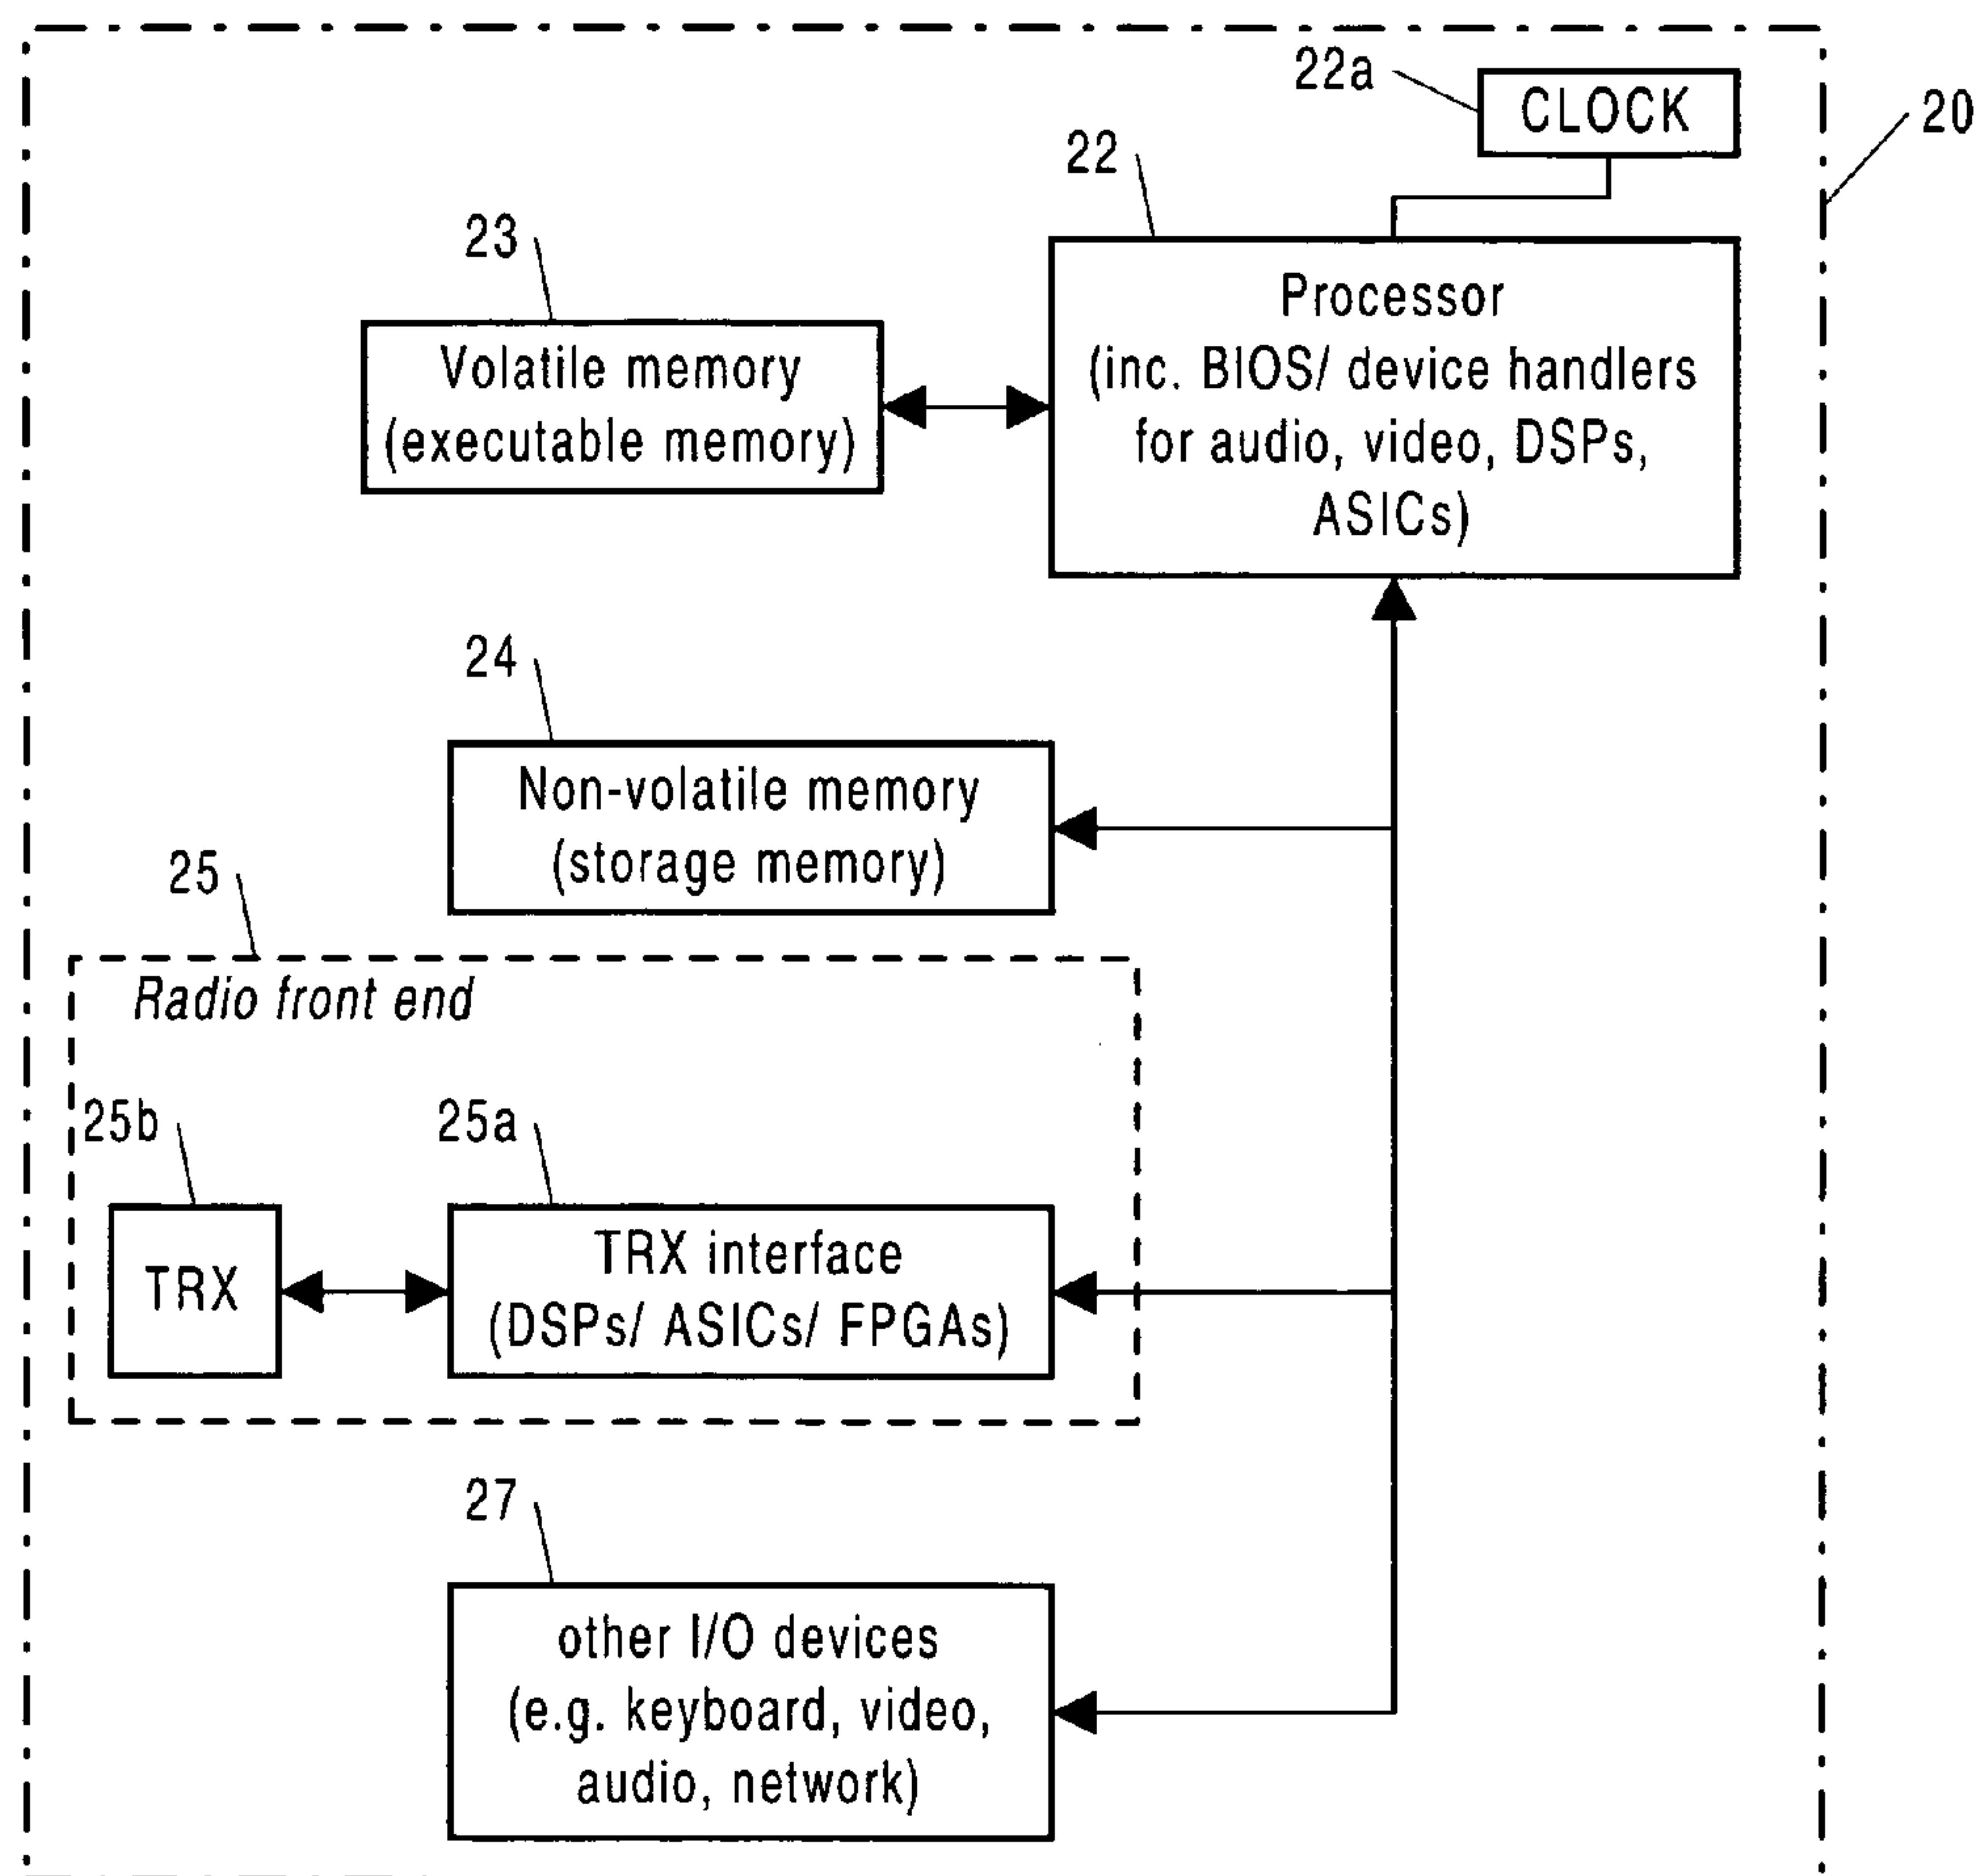 22a
CLOCK
20
22
23
Processor
(inc. BIOS/ device handlers
for audio, video, DSPs,
ASICs)
Volatile memory
(executable memory)
24
Non-volatile memory
(storage memory)
25
Radio front end
25b
25a
TRX
TRX interface
(DSPs/ ASICs/ FPGAs)
27
other I/O devices
(e.g. keyboard, video,
audio, network)